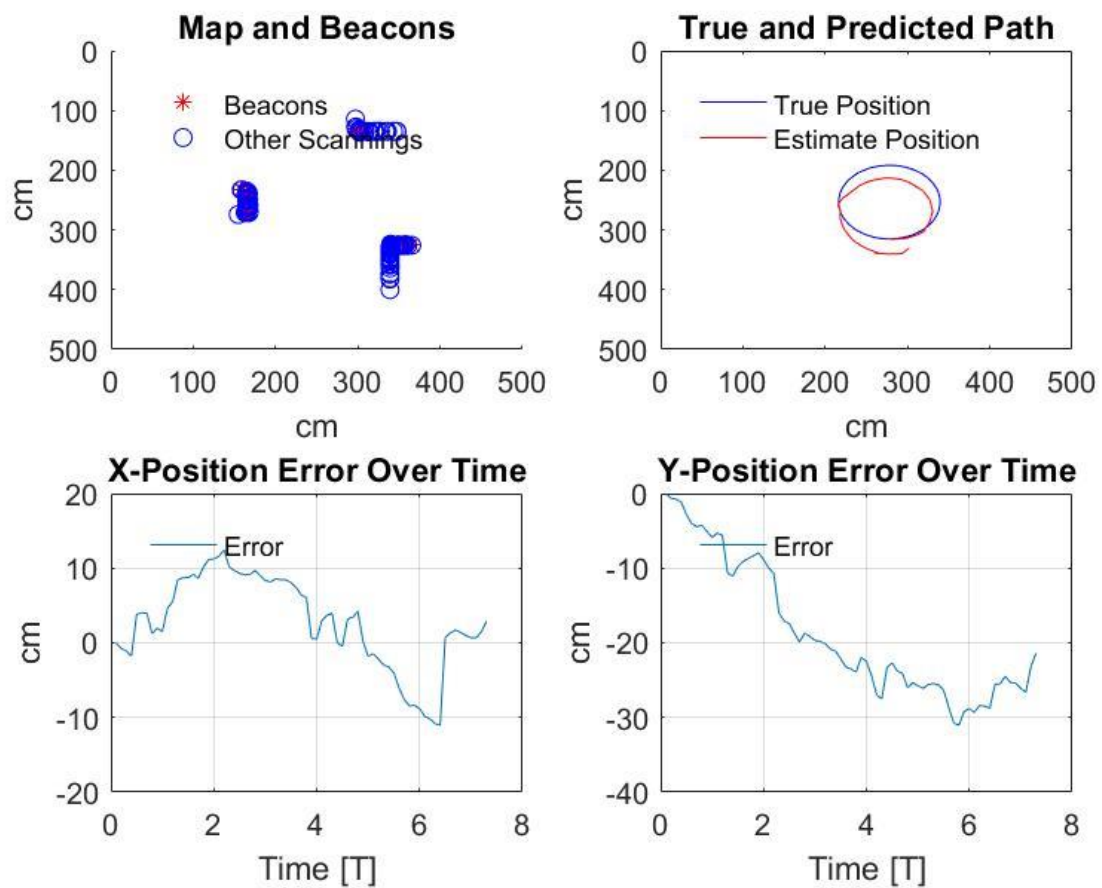 Map and Beacons
0
100
200
300
400
500
cm
Beacons
Other Scannings
0 100 200 300 400 500
cm
True and Predicted Path
0
100
200
300
400
500
cm
True Position
Estimate Position
0 100 200 300 400 500
cm
X-Position Error Over Time
20
10
0
-10
-20
cm
Error
0 2 4 6 8
Time [T]
Y-Position Error Over Time
0
-10
-20
-30
-40
cm
Error
0 2 4 6 8
Time [T]